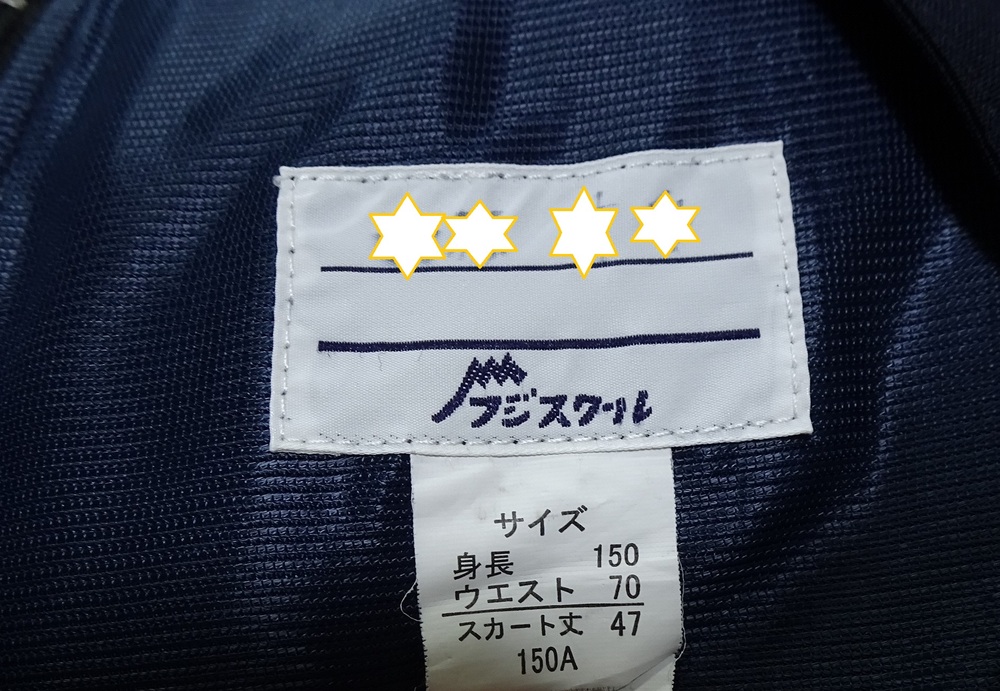 フジスクール
サイズ
身長 150
ウエスト 70
スカート丈 47
150A